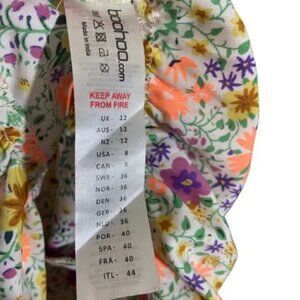 boohoo.com
Made in India
KEEP AWAY
FROM FIRE
UK - 12
AUS - 12
NZ - 12
USA - 8
CAN - 8
SWE - 36
NOR - 36
DEN - 36
GER - 36
NLD - 36
POR - 40
SPA - 40
FRA - 40
ITL - 44